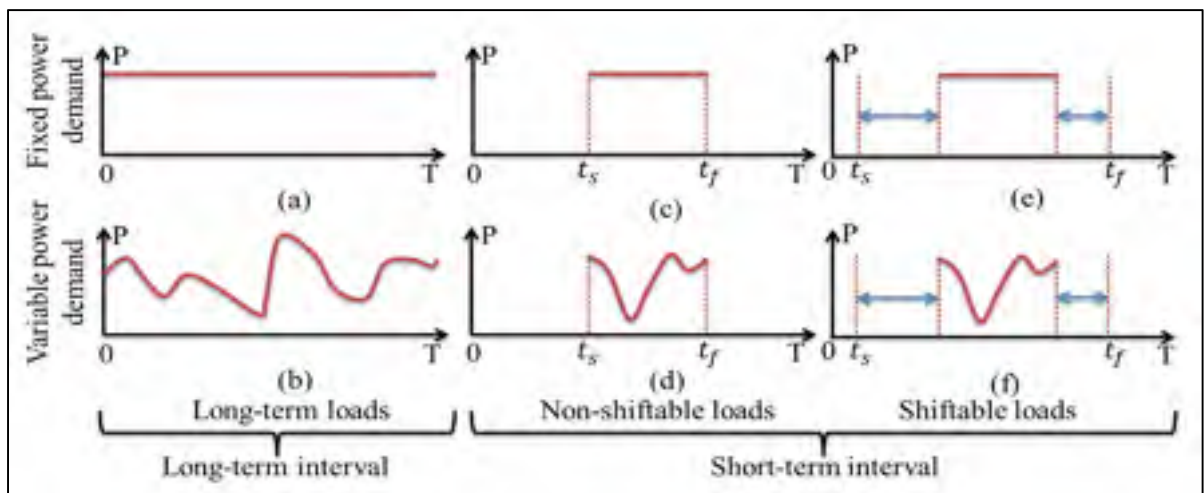 Fixed power
demand
P
0
T
(a)
P
0
t_s
t_f
T
(c)
P
0
t_s
t_f
T
(e)
Variable power
demand
P
0
T
(b)
P
0
t_s
t_f
T
(d)
P
0
t_s
t_f
T
(f)
Long-term loads
Non-shiftable loads
Shiftable loads
Long-term interval
Short-term interval